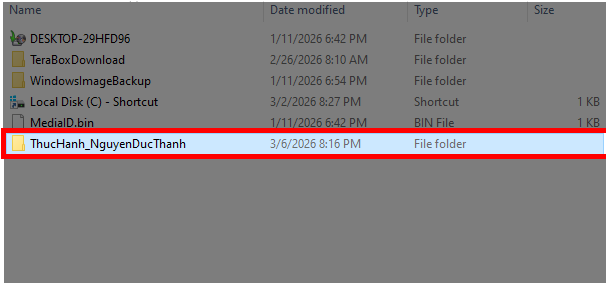 Name Date modified Type Size
DESKTOP-29HFD96 1/11/2026 6:42 PM File folder
TeraBoxDownload 2/26/2026 8:10 AM File folder
WindowsImageBackup 1/11/2026 6:54 PM File folder
Local Disk (C) - Shortcut 3/2/2026 8:27 PM Shortcut 1 KB
MediaID.bin 1/11/2026 6:42 PM BIN File 1 KB
ThucHanh_NguyenDucThanh 3/6/2026 8:16 PM File folder